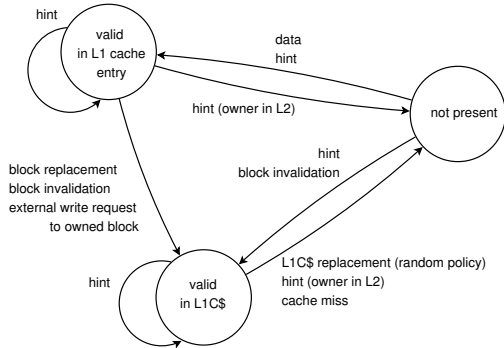 hint
valid
in L1 cache
entry
data
hint
hint (owner in L2)
not present
block replacement
block invalidation
external write request
to owned block
hint
block invalidation
hint
valid
in L1C$
L1C$ replacement (random policy)
hint (owner in L2)
cache miss